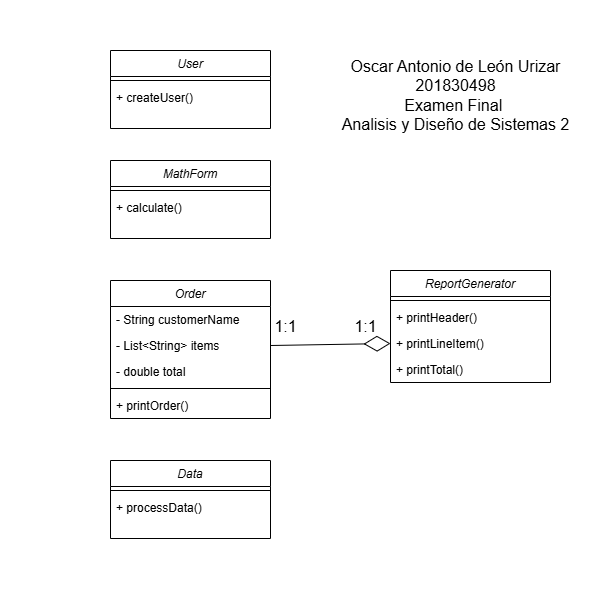 User
+ createUser()
Oscar Antonio de León Urizar
201830498
Examen Final
Analisis y Diseño de Sistemas 2
MathForm
+ calculate()
Order
- String customerName
- List<String> items
- double total
+ printOrder()
1:1
1:1
ReportGenerator
+ printHeader()
+ printLineItem()
+ printTotal()
Data
+ processData()